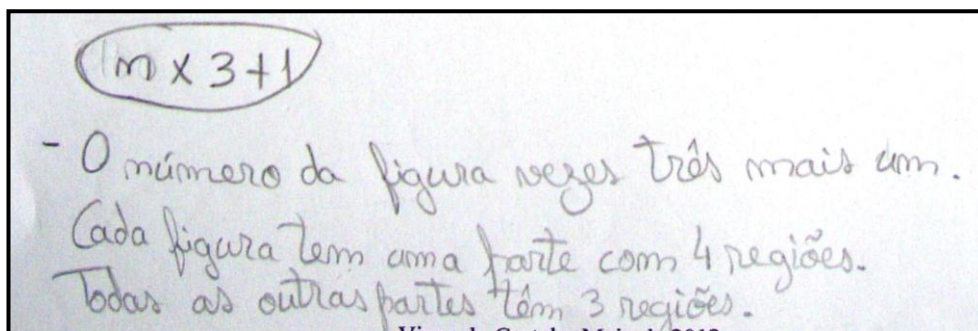 n x 3+1
- O número da figura vezes três mais um.
Cada figura tem uma parte com 4 regiões.
Todas as outras partes têm 3 regiões.